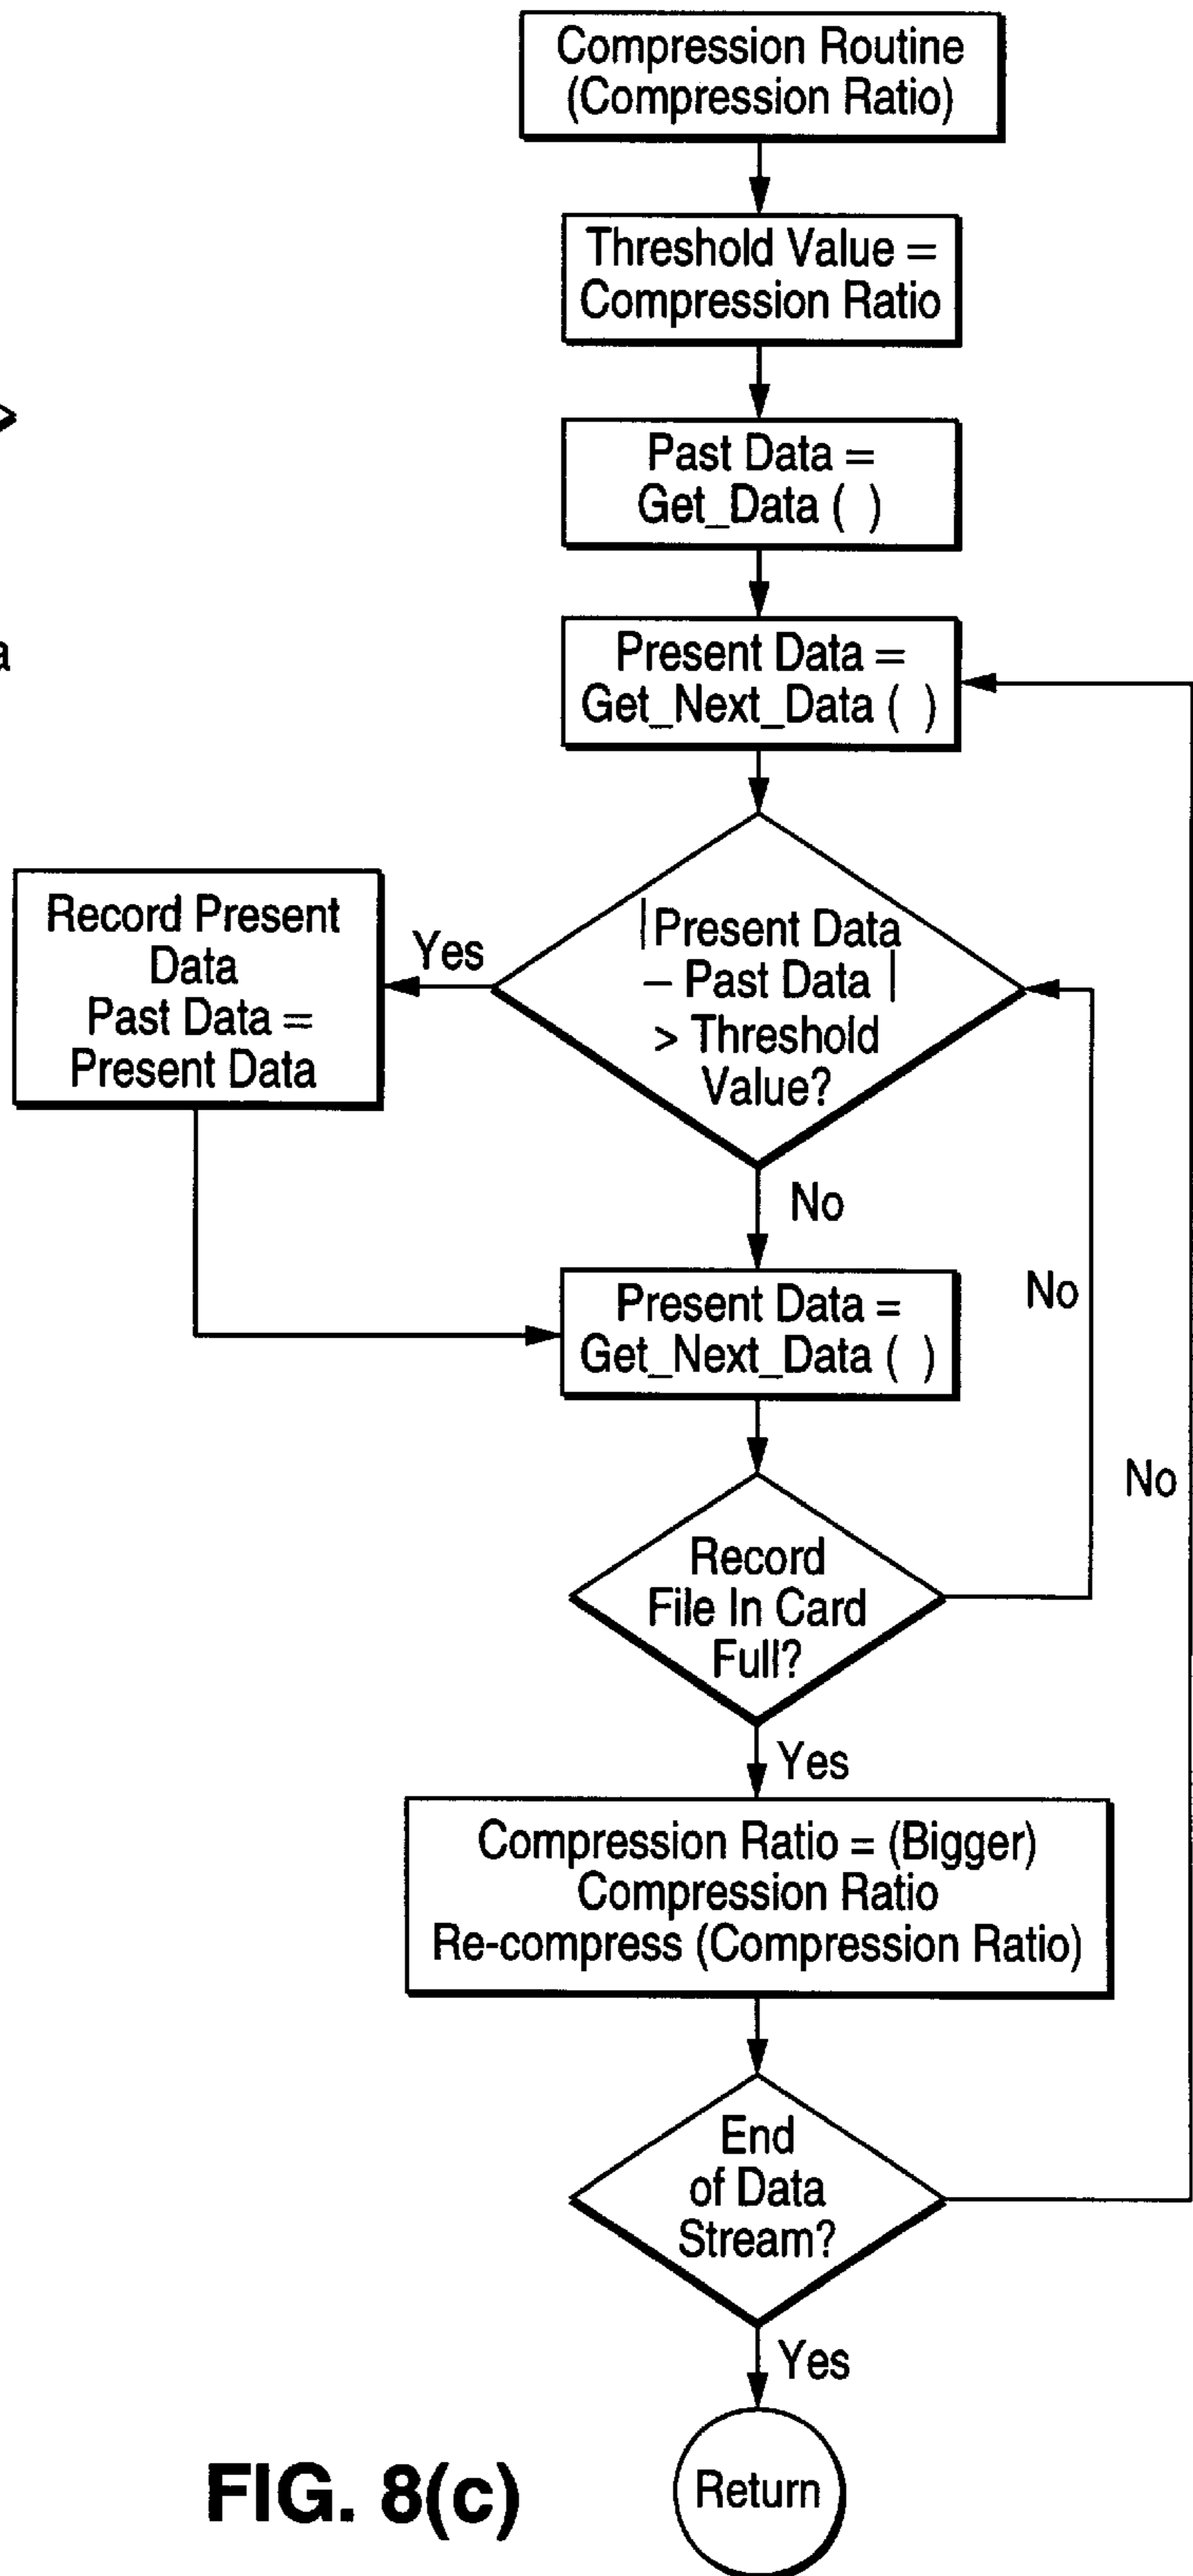 Compression Routine
(Compression Ratio)
Threshold Value =
Compression Ratio
Past Data =
Get_Data ( )
Present Data =
Get_Next_Data ( )
a
|Present Data
– Past Data |
> Threshold
Value?
Yes
Record Present
Data
Past Data =
Present Data
No
Present Data =
Get_Next_Data ( )
No
Record
File In Card
Full?
No
Yes
Compression Ratio = (Bigger)
Compression Ratio
Re-compress (Compression Ratio)
End
of Data
Stream?
Yes
Return
FIG. 8(c)